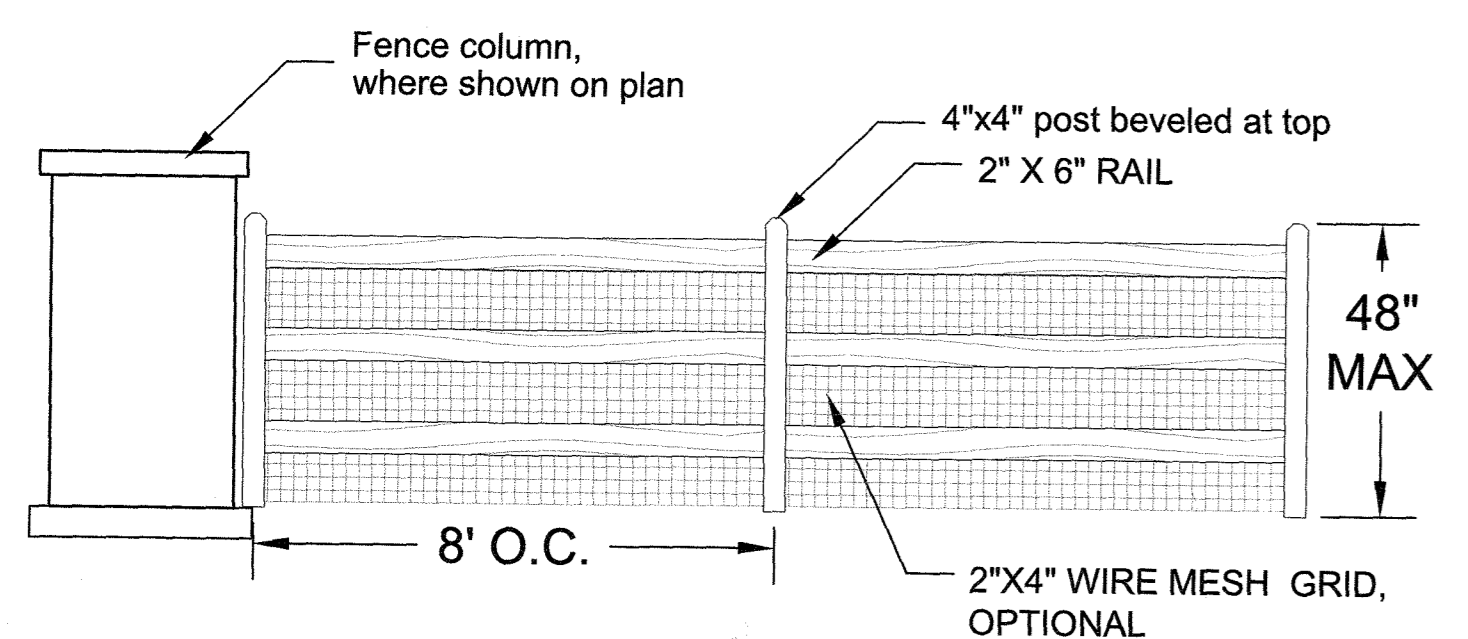 Fence column,
where shown on plan
4"x4" post beveled at top
2" X 6" RAIL
48"
MAX
8' O.C.
2"X4" WIRE MESH GRID,
OPTIONAL